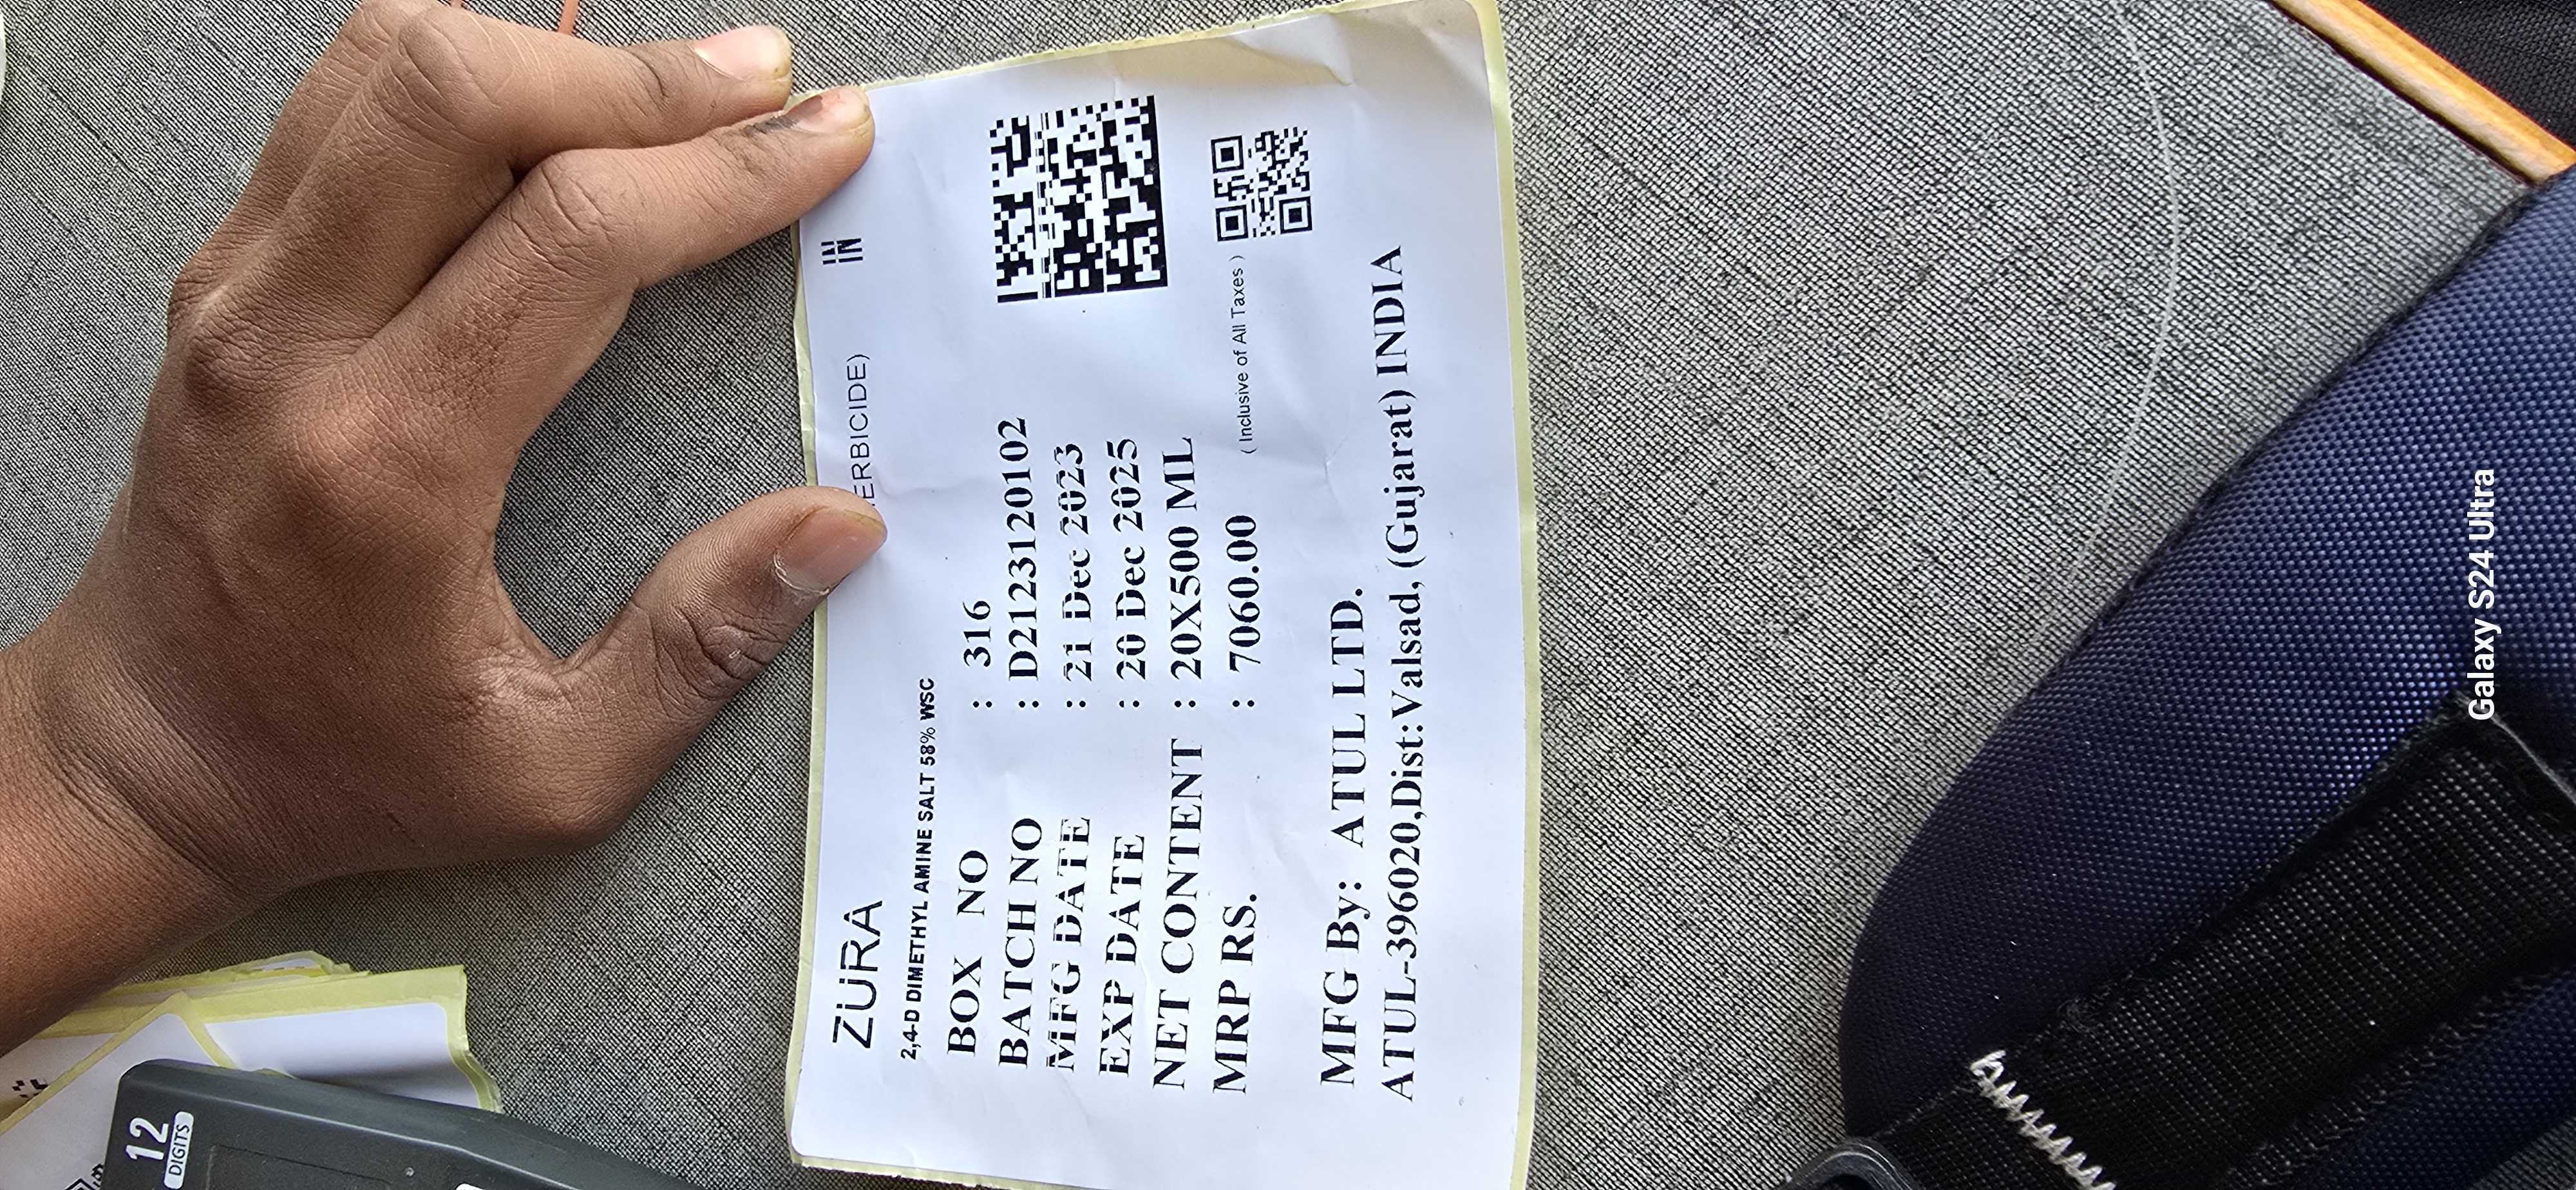 ZURA
ERBICIDE) IN
2,4-D DIMETHYL AMINE SALT 58% WSC
BOX NO : 316
BATCH NO : D2123120102
MFG DATE : 21 Dec 2023
EXP DATE : 20 Dec 2025
NET CONTENT : 20X500 ML
MRP RS. : 7060.00 ( Inclusive of All Taxes )
MFG By: ATUL LTD.
ATUL-396020,Dist:Valsad, (Gujarat) INDIA
12
DIGITS
Galaxy S24 Ultra